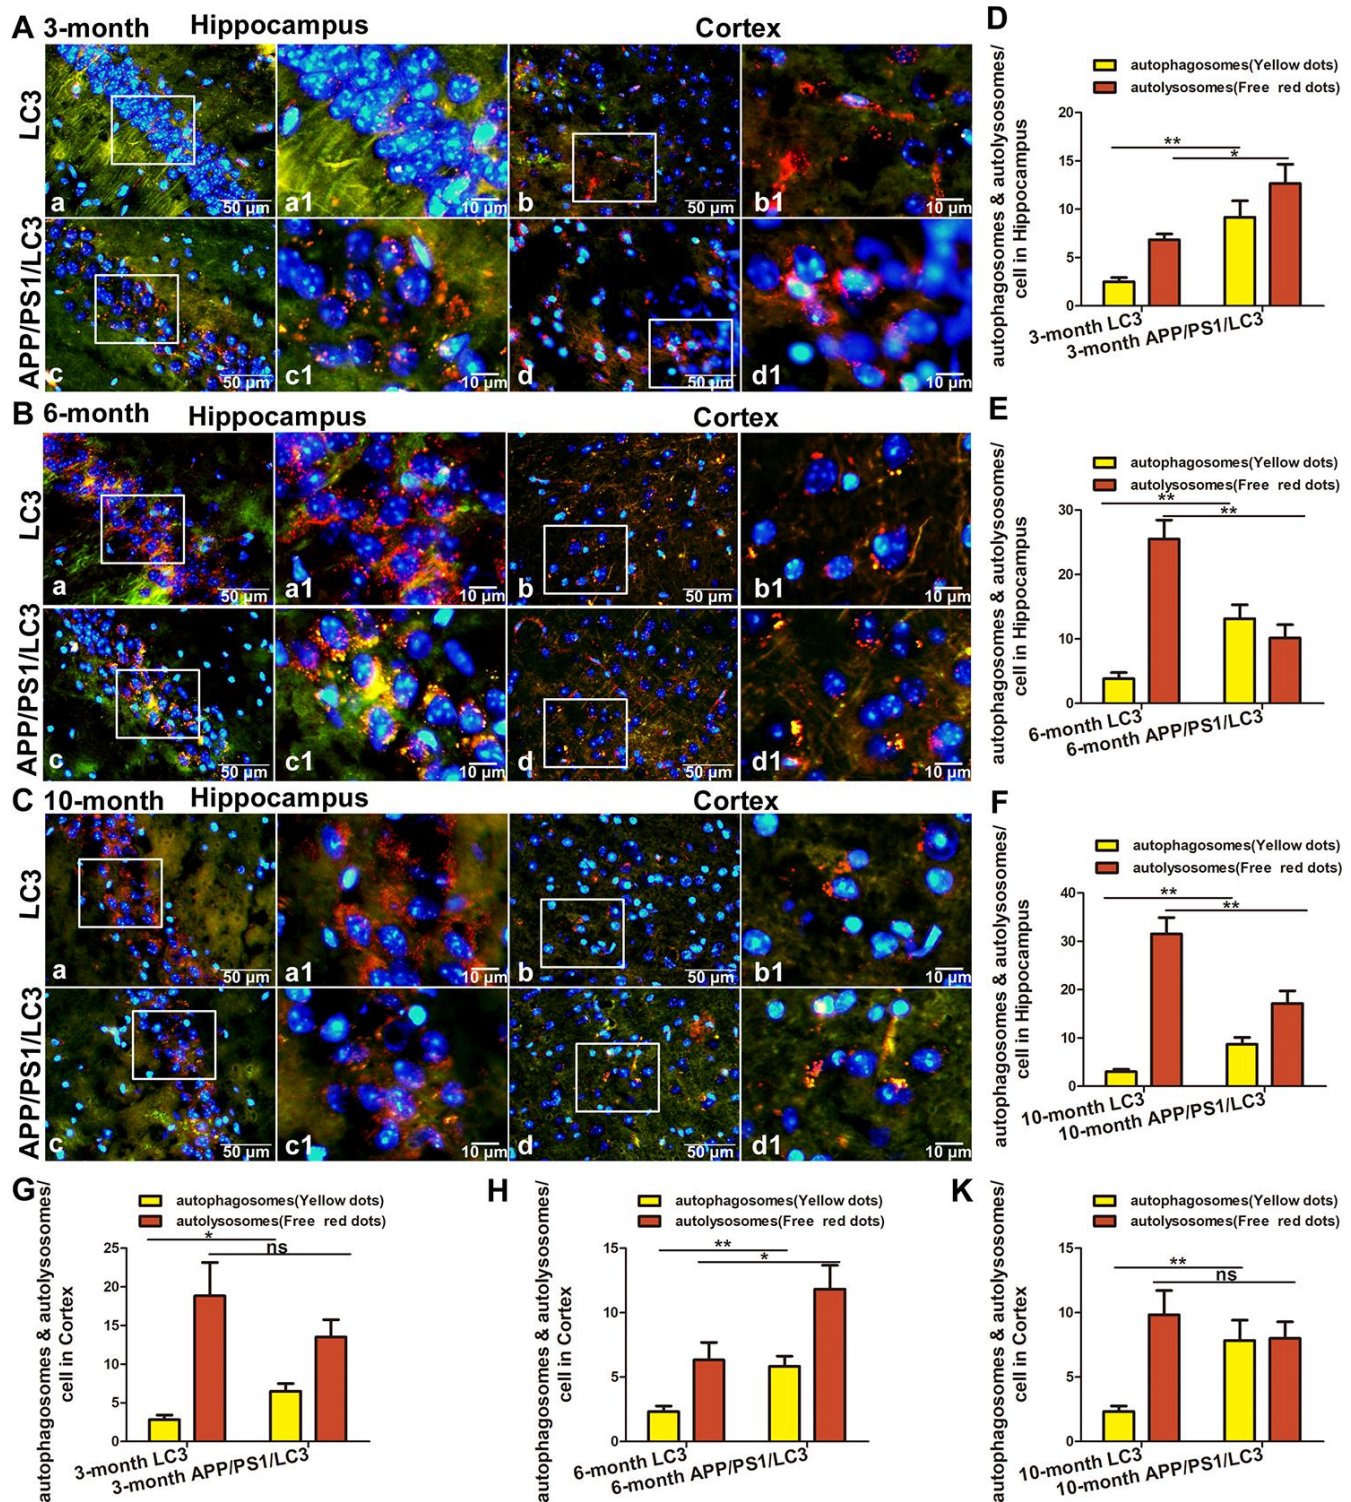 A 3-month Hippocampus Cortex
LC3
a 50 μm
a1 10 μm
b 50 μm
b1 10 μm
APP/PS1/LC3
c 50 μm
c1 10 μm
d 50 μm
d1 10 μm
B 6-month Hippocampus Cortex
LC3
a 50 μm
a1 10 μm
b 50 μm
b1 10 μm
APP/PS1/LC3
c 50 μm
c1 10 μm
d 50 μm
d1 10 μm
C 10-month Hippocampus Cortex
LC3
a 50 μm
a1 10 μm
b 50 μm
b1 10 μm
APP/PS1/LC3
c 50 μm
c1 10 μm
d 50 μm
d1 10 μm
D
autophagosomes(Yellow dots)
autolysosomes(Free red dots)
autophagosomes & autolysosomes/
cell in Hippocampus
20
15
10
5
0
**
*
3-month LC3
3-month APP/PS1/LC3
E
autophagosomes(Yellow dots)
autolysosomes(Free red dots)
autophagosomes & autolysosomes/
cell in Hippocampus
30
20
10
0
**
**
6-month LC3
6-month APP/PS1/LC3
F
autophagosomes(Yellow dots)
autolysosomes(Free red dots)
autophagosomes & autolysosomes/
cell in Hippocampus
40
30
20
10
0
**
**
10-month LC3
10-month APP/PS1/LC3
G
autophagosomes(Yellow dots)
autolysosomes(Free red dots)
autophagosomes & autolysosomes/
cell in Cortex
25
20
15
10
5
0
*
ns
3-month LC3
3-month APP/PS1/LC3
H
autophagosomes(Yellow dots)
autolysosomes(Free red dots)
autophagosomes & autolysosomes/
cell in Cortex
15
10
5
0
**
*
6-month LC3
6-month APP/PS1/LC3
K
autophagosomes(Yellow dots)
autolysosomes(Free red dots)
autophagosomes & autolysosomes/
cell in Cortex
15
10
5
0
**
ns
10-month LC3
10-month APP/PS1/LC3